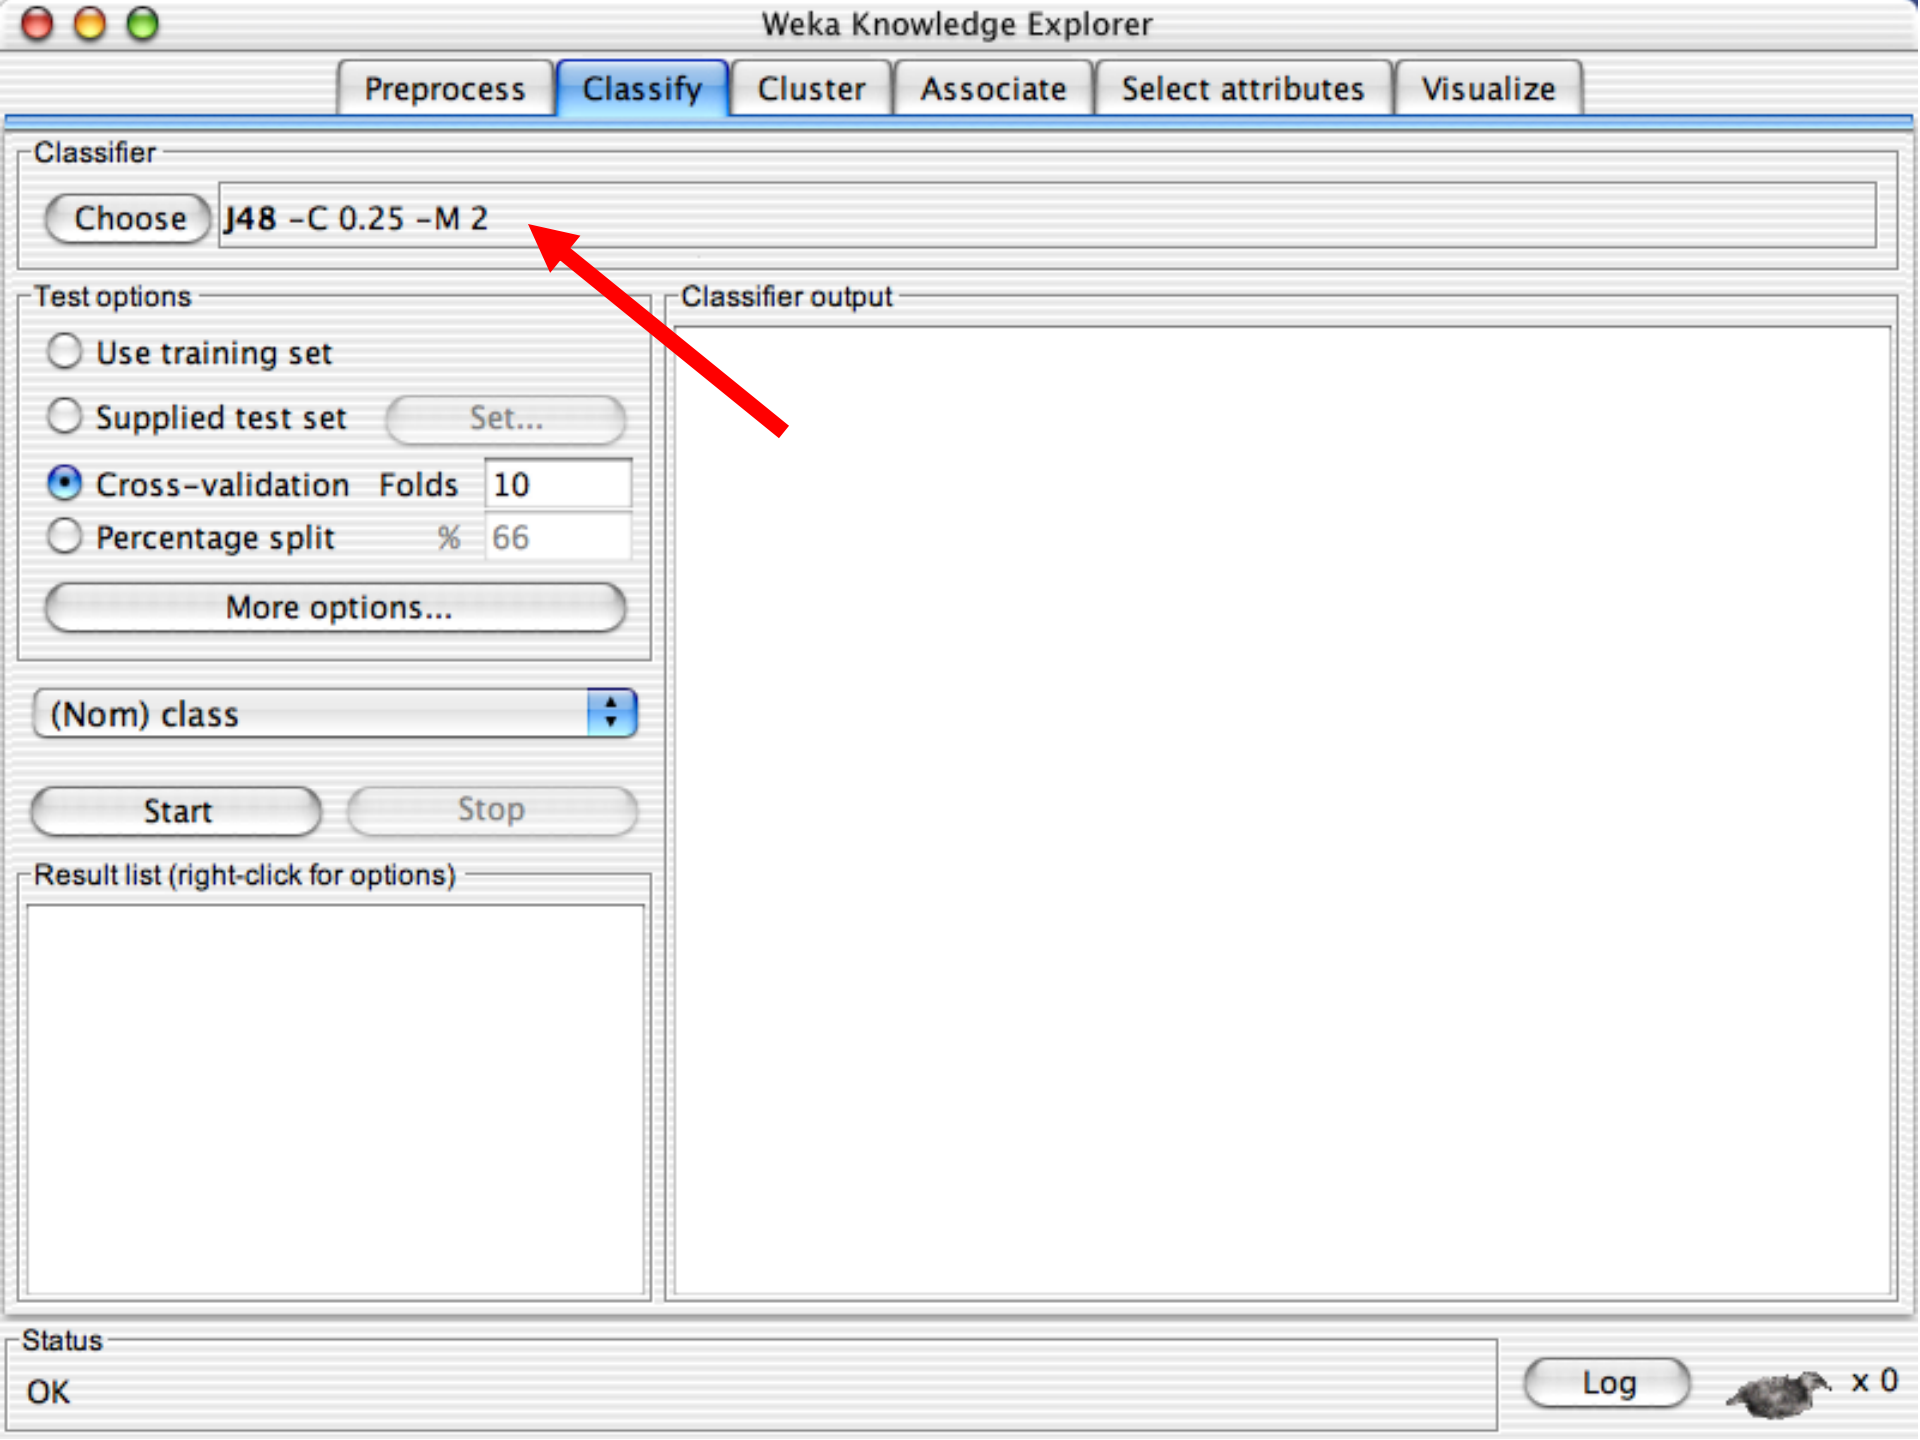 Weka Knowledge Explorer
Preprocess Classify Cluster Associate Select attributes Visualize
Classifier
Choose J48 -C 0.25 -M 2
Test options
Use training set
Supplied test set Set...
Cross-validation Folds 10
Percentage split % 66
More options...
(Nom) class
Start Stop
Result list (right-click for options)
Classifier output
Status
OK
Log x 0